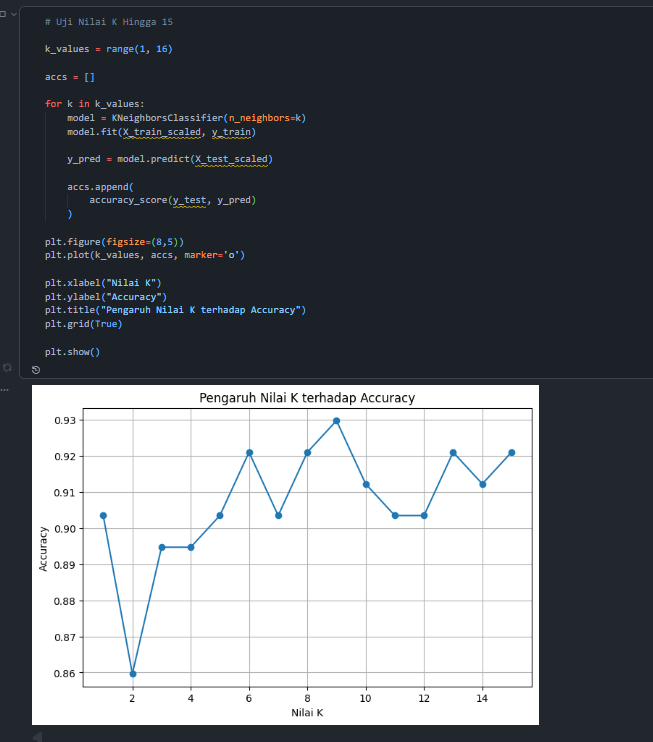 # Uji Nilai K Hingga 15
k_values = range(1, 16)
accs = []
for k in k_values:
    model = KNeighborsClassifier(n_neighbors=k)
    model.fit(X_train_scaled, y_train)
    y_pred = model.predict(X_test_scaled)
    accs.append(
        accuracy_score(y_test, y_pred)
    )
plt.figure(figsize=(8,5))
plt.plot(k_values, accs, marker='o')
plt.xlabel("Nilai K")
plt.ylabel("Accuracy")
plt.title("Pengaruh Nilai K terhadap Accuracy")
plt.grid(True)
plt.show()
Pengaruh Nilai K terhadap Accuracy
0.93
0.92
0.91
0.90
0.89
0.88
0.87
0.86
Accuracy
2 4 6 8 10 12 14
Nilai K